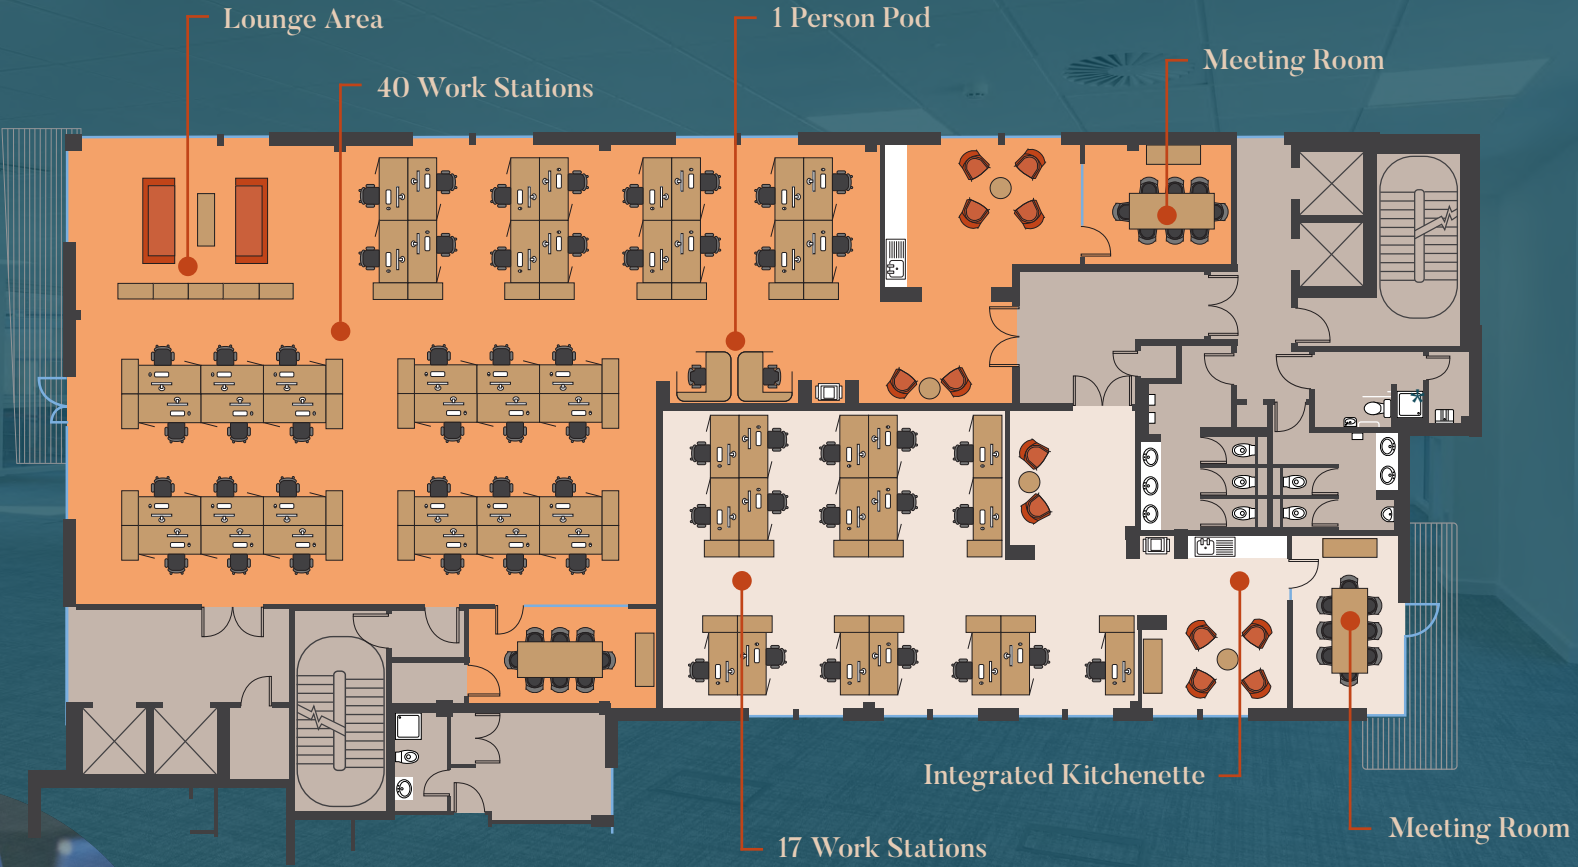 Lounge Area
1 Person Pod
Meeting Room
40 Work Stations
Integrated Kitchenette
Meeting Room
17 Work Stations